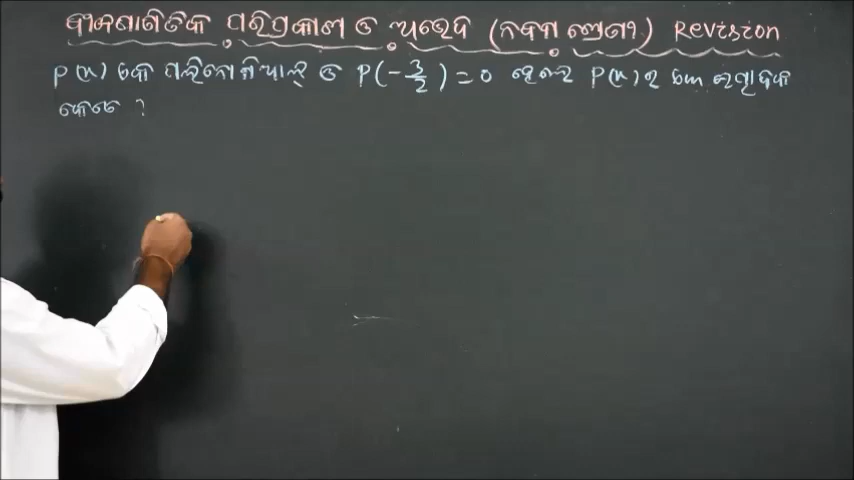 ବୀଜଗାଣିତିକ ପରିପ୍ରକାଶ ଓ ଅଭେଦ (ନବମ ଶ୍ରେଣୀ) Revision
P(x) ଏକ ପଲିନୋମିଆଲ୍ ଓ P(-3/2) = 0 ହେଲେ P(x) ର ଏକ ଉତ୍ପାଦକ
କେତେ ?